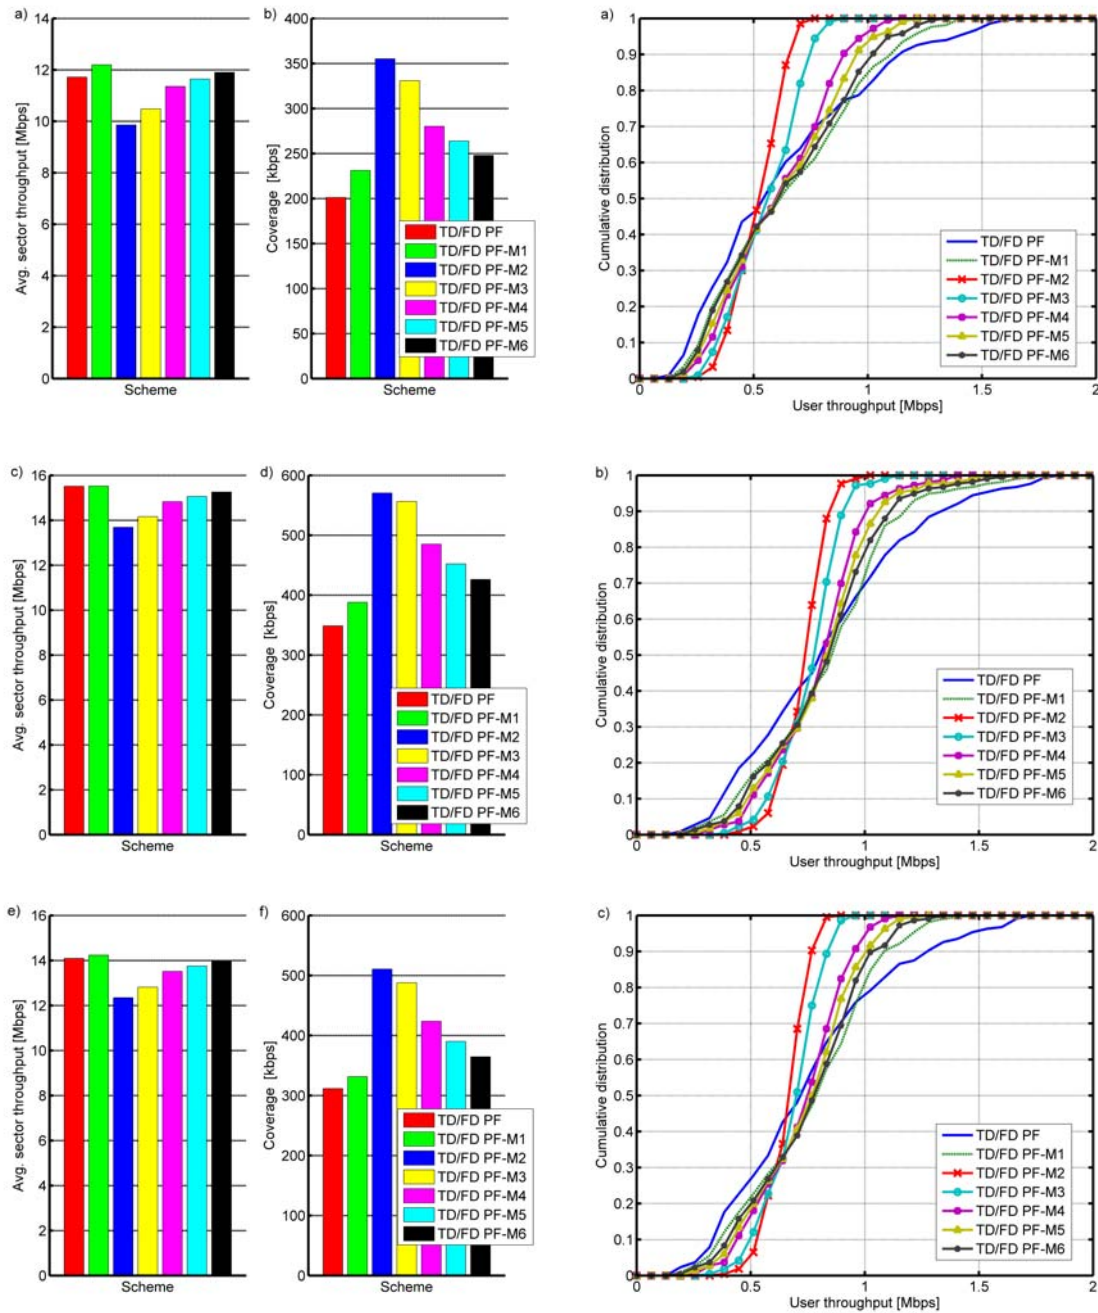 a)
14
12
10
8
6
4
2
0
Avg. sector throughput [Mbps]
Scheme
b)
400
350
300
250
200
150
100
50
0
Coverage [kbps]
Scheme
TD/FD PF
TD/FD PF-M1
TD/FD PF-M2
TD/FD PF-M3
TD/FD PF-M4
TD/FD PF-M5
TD/FD PF-M6
a)
1
0.9
0.8
0.7
0.6
0.5
0.4
0.3
0.2
0.1
0
Cumulative distribution
0 0.5 1 1.5 2
User throughput [Mbps]
TD/FD PF
TD/FD PF-M1
TD/FD PF-M2
TD/FD PF-M3
TD/FD PF-M4
TD/FD PF-M5
TD/FD PF-M6
c)
16
14
12
10
8
6
4
2
0
Avg. sector throughput [Mbps]
Scheme
d)
600
500
400
300
200
100
0
Coverage [kbps]
Scheme
TD/FD PF
TD/FD PF-M1
TD/FD PF-M2
TD/FD PF-M3
TD/FD PF-M4
TD/FD PF-M5
TD/FD PF-M6
b)
1
0.9
0.8
0.7
0.6
0.5
0.4
0.3
0.2
0.1
0
Cumulative distribution
0 0.5 1 1.5 2
User throughput [Mbps]
TD/FD PF
TD/FD PF-M1
TD/FD PF-M2
TD/FD PF-M3
TD/FD PF-M4
TD/FD PF-M5
TD/FD PF-M6
e)
16
14
12
10
8
6
4
2
0
Avg. sector throughput [Mbps]
Scheme
f)
600
500
400
300
200
100
0
Coverage [kbps]
Scheme
TD/FD PF
TD/FD PF-M1
TD/FD PF-M2
TD/FD PF-M3
TD/FD PF-M4
TD/FD PF-M5
TD/FD PF-M6
c)
1
0.9
0.8
0.7
0.6
0.5
0.4
0.3
0.2
0.1
0
Cumulative distribution
0 0.5 1 1.5 2
User throughput [Mbps]
TD/FD PF
TD/FD PF-M1
TD/FD PF-M2
TD/FD PF-M3
TD/FD PF-M4
TD/FD PF-M5
TD/FD PF-M6